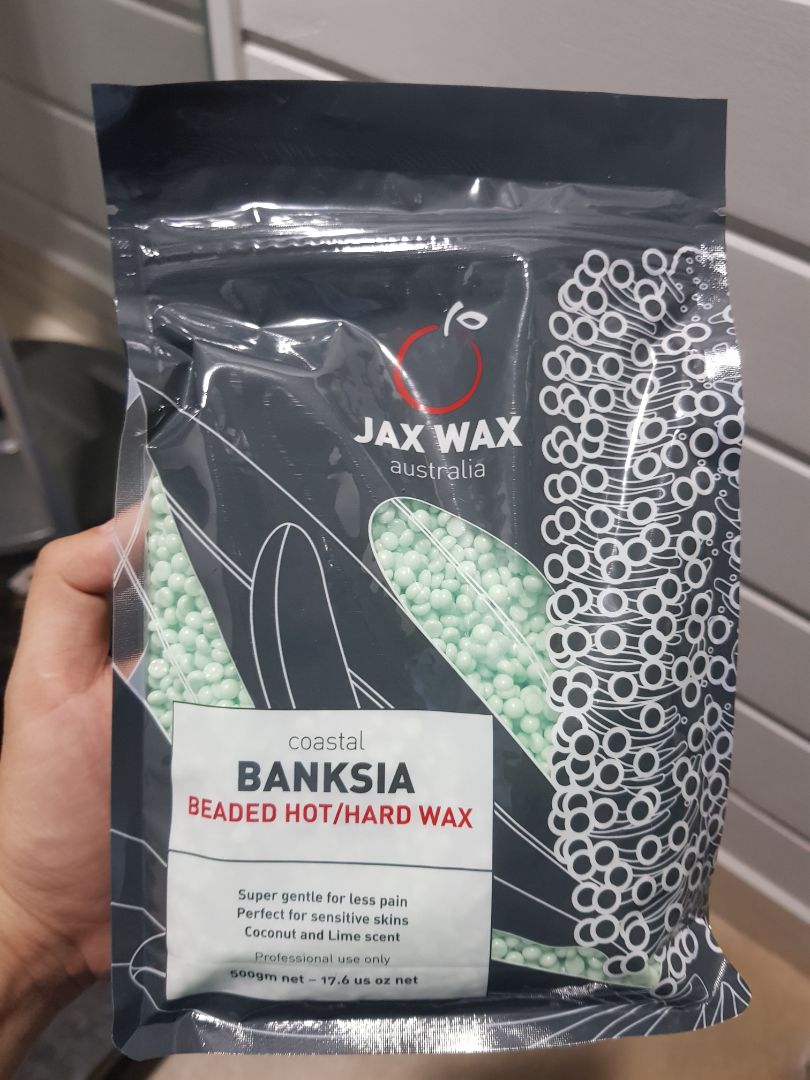 JAX WAX
australia
coastal
BANKSIA
BEADED HOT/HARD WAX
Super gentle for less pain
Perfect for sensitive skins
Coconut and Lime scent
Professional use only
500gm net – 17.6 us oz net